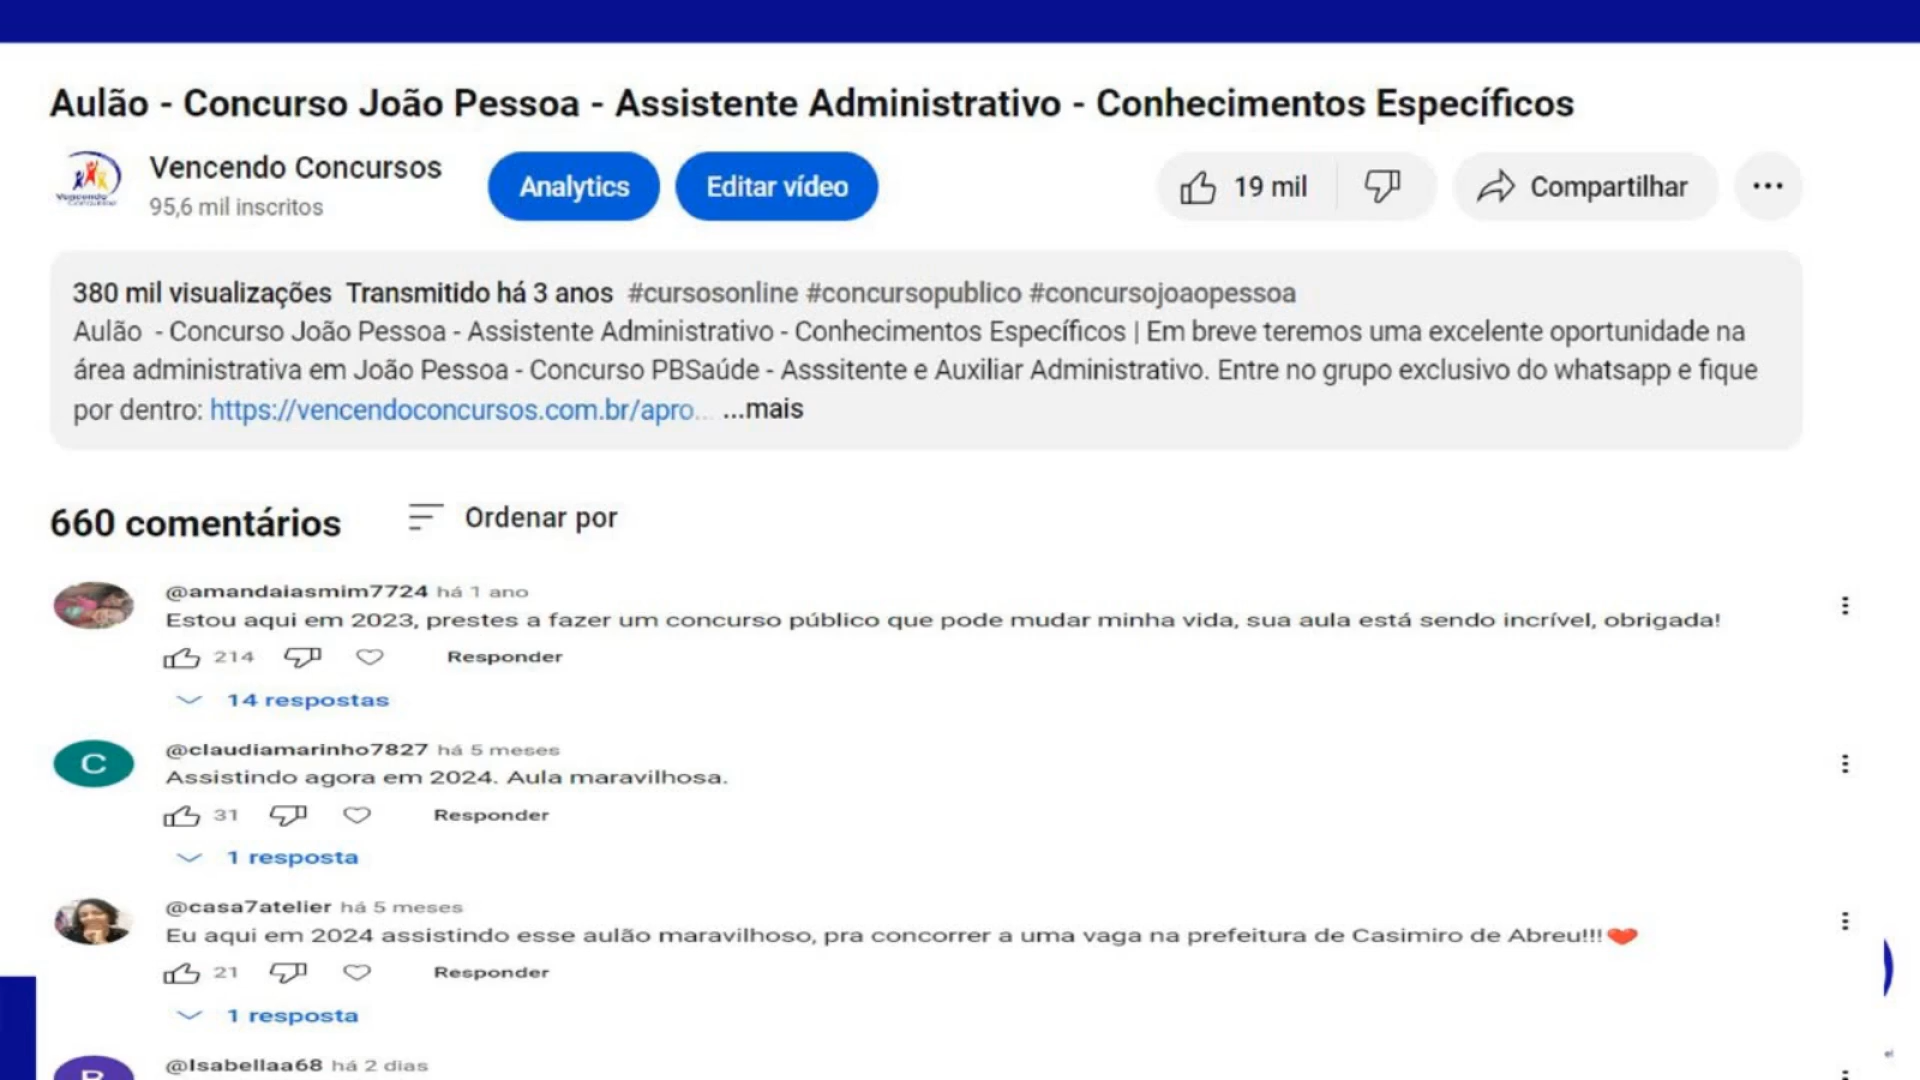 Aulão - Concurso João Pessoa - Assistente Administrativo - Conhecimentos Específicos
Vencendo Concursos
95,6 mil inscritos
Analytics
Editar vídeo
19 mil
Compartilhar
380 mil visualizações Transmitido há 3 anos #cursosonline #concursopublico #concursojoaopessoa
Aulão - Concurso João Pessoa - Assistente Administrativo - Conhecimentos Específicos | Em breve teremos uma excelente oportunidade na
área administrativa em João Pessoa - Concurso PBSaúde - Asssitente e Auxiliar Administrativo. Entre no grupo exclusivo do whatsapp e fique
por dentro: https://vencendoconcursos.com.br/apro... ...mais
660 comentários
Ordenar por
@amandaiasmim7724 há 1 ano
Estou aqui em 2023, prestes a fazer um concurso público que pode mudar minha vida, sua aula está sendo incrível, obrigada!
214 Responder
14 respostas
C
@claudiamarinho7827 há 5 meses
Assistindo agora em 2024. Aula maravilhosa.
31 Responder
1 resposta
@casa7atelier há 5 meses
Eu aqui em 2024 assistindo esse aulão maravilhoso, pra concorrer a uma vaga na prefeitura de Casimiro de Abreu!!!❤️
21 Responder
1 resposta
@Isabellaa68 há 2 dias